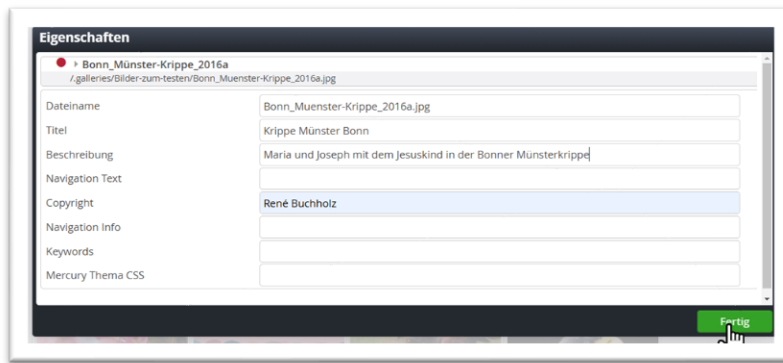 Eigenschaften
Bonn_Münster-Krippe_2016a
/.galleries/Bilder-zum-testen/Bonn_Muenster-Krippe_2016a.jpg
Dateiname Bonn_Muenster-Krippe_2016a.jpg
Titel Krippe Münster Bonn
Beschreibung Maria und Joseph mit dem Jesuskind in der Bonner Münsterkrippe
Navigation Text
Copyright René Buchholz
Navigation Info
Keywords
Mercury Thema CSS
Fertig